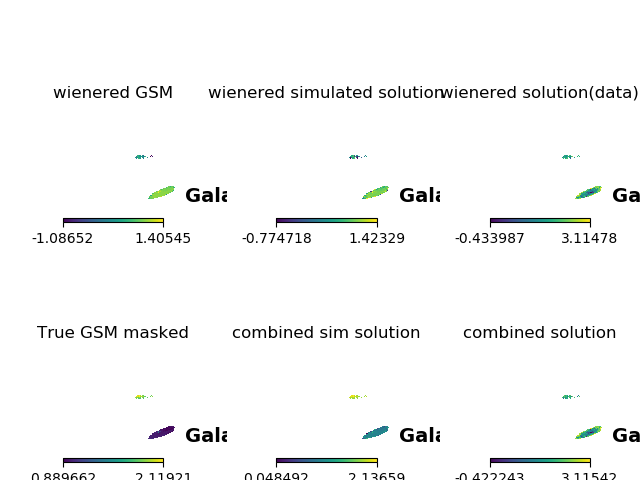 wienered GSM
wienered simulated solution
wienered solution(data)
Gala
Gala
Ga
-1.08652 1.40545
-0.774718 1.42329
-0.433987 3.11478
True GSM masked
combined sim solution
combined solution
Gala
Gala
Ga
0.889662 2.11921
0.048492 2.13659
-0.422243 3.11542